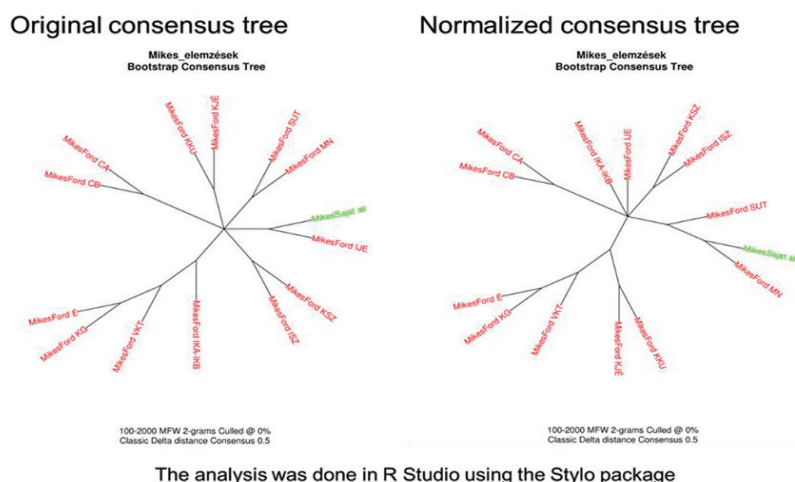 Original consensus tree
Mikes_elemzések
Bootstrap Consensus Tree
MikesFord KJÉ
MikesFord KKU
MikesFord SUT
MikesFord MN
MikesFord CA
MikesFord CB
MikesSajat
MikesFord IJE
MikesFord KSZ
MikesFord ISZ
MikesFord IKA-IKB
MikesFord VKT
MikesFord KG
MikesFord E
100-2000 MFW 2-grams Culled @ 0%
Classic Delta distance Consensus 0.5
Normalized consensus tree
Mikes_elemzések
Bootstrap Consensus Tree
MikesFord IJE
MikesFord IKA-IKB
MikesFord KSZ
MikesFord ISZ
MikesFord CA
MikesFord CB
MikesFord SUT
MikesSajat
MikesFord MN
MikesFord KKU
MikesFord KJÉ
MikesFord VKT
MikesFord KG
MikesFord E
100-2000 MFW 2-grams Culled @ 0%
Classic Delta distance Consensus 0.5
The analysis was done in R Studio using the Stylo package